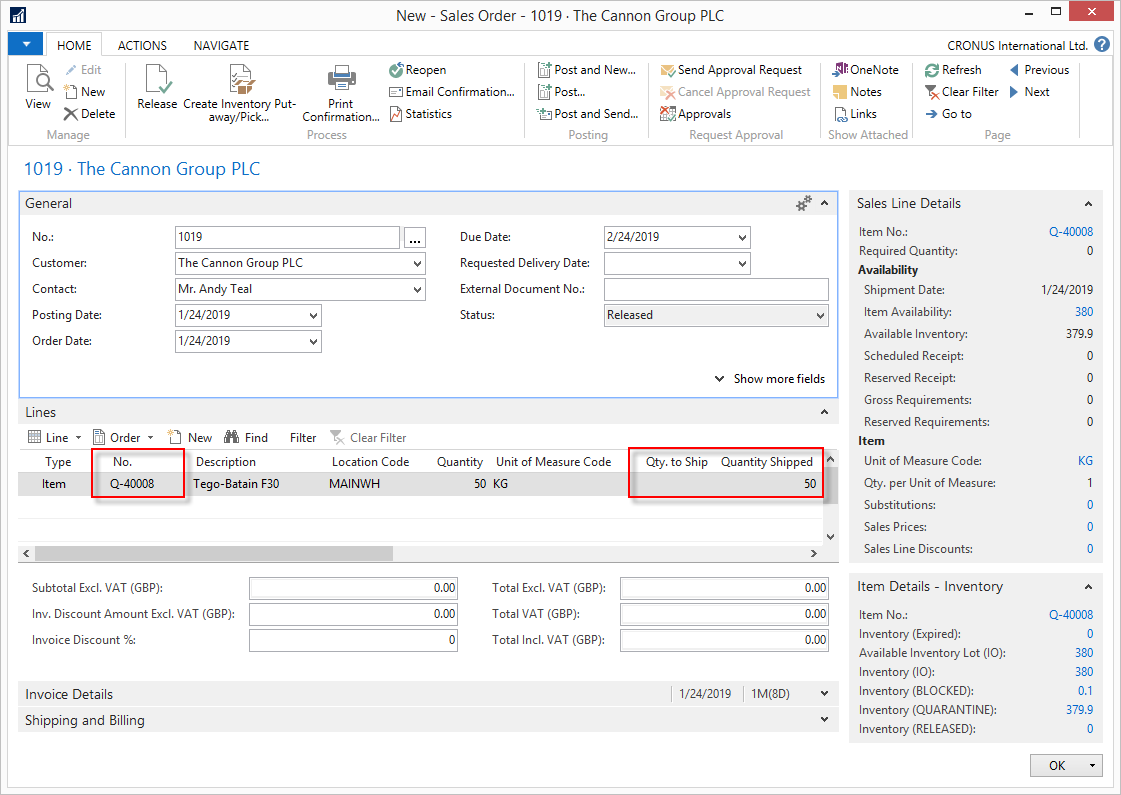 New - Sales Order - 1019 · The Cannon Group PLC
HOME ACTIONS NAVIGATE
CRONUS International Ltd.
View
Edit
New
Delete
Manage
Release
Create Inventory Put-away/Pick...
Print Confirmation...
Reopen
Email Confirmation...
Statistics
Process
Post and New...
Post...
Post and Send...
Posting
Send Approval Request
Cancel Approval Request
Approvals
Request Approval
OneNote
Notes
Links
Show Attached
Refresh
Clear Filter
Go to
Previous
Next
Page
1019 · The Cannon Group PLC
General
No.: 1019 ...
Customer: The Cannon Group PLC
Contact: Mr. Andy Teal
Posting Date: 1/24/2019
Order Date: 1/24/2019
Due Date: 2/24/2019
Requested Delivery Date:
External Document No.:
Status: Released
Show more fields
Lines
Line Order New Find Filter Clear Filter
Type No. Description Location Code Quantity Unit of Measure Code Qty. to Ship Quantity Shipped
Item Q-40008 Tego-Batain F30 MAINWH 50 KG 50
Subtotal Excl. VAT (GBP): 0.00
Inv. Discount Amount Excl. VAT (GBP): 0.00
Invoice Discount %: 0
Total Excl. VAT (GBP): 0.00
Total VAT (GBP): 0.00
Total Incl. VAT (GBP): 0.00
Invoice Details 1/24/2019 1M(8D)
Shipping and Billing
Sales Line Details
Item No.: Q-40008
Required Quantity: 0
Availability
Shipment Date: 1/24/2019
Item Availability: 380
Available Inventory: 379.9
Scheduled Receipt: 0
Reserved Receipt: 0
Gross Requirements: 0
Reserved Requirements: 0
Item
Unit of Measure Code: KG
Qty. per Unit of Measure: 1
Substitutions: 0
Sales Prices: 0
Sales Line Discounts: 0
Item Details - Inventory
Item No.: Q-40008
Inventory (Expired): 0
Available Inventory Lot (IO): 380
Inventory (IO): 380
Inventory (BLOCKED): 0.1
Inventory (QUARANTINE): 379.9
Inventory (RELEASED): 0
OK